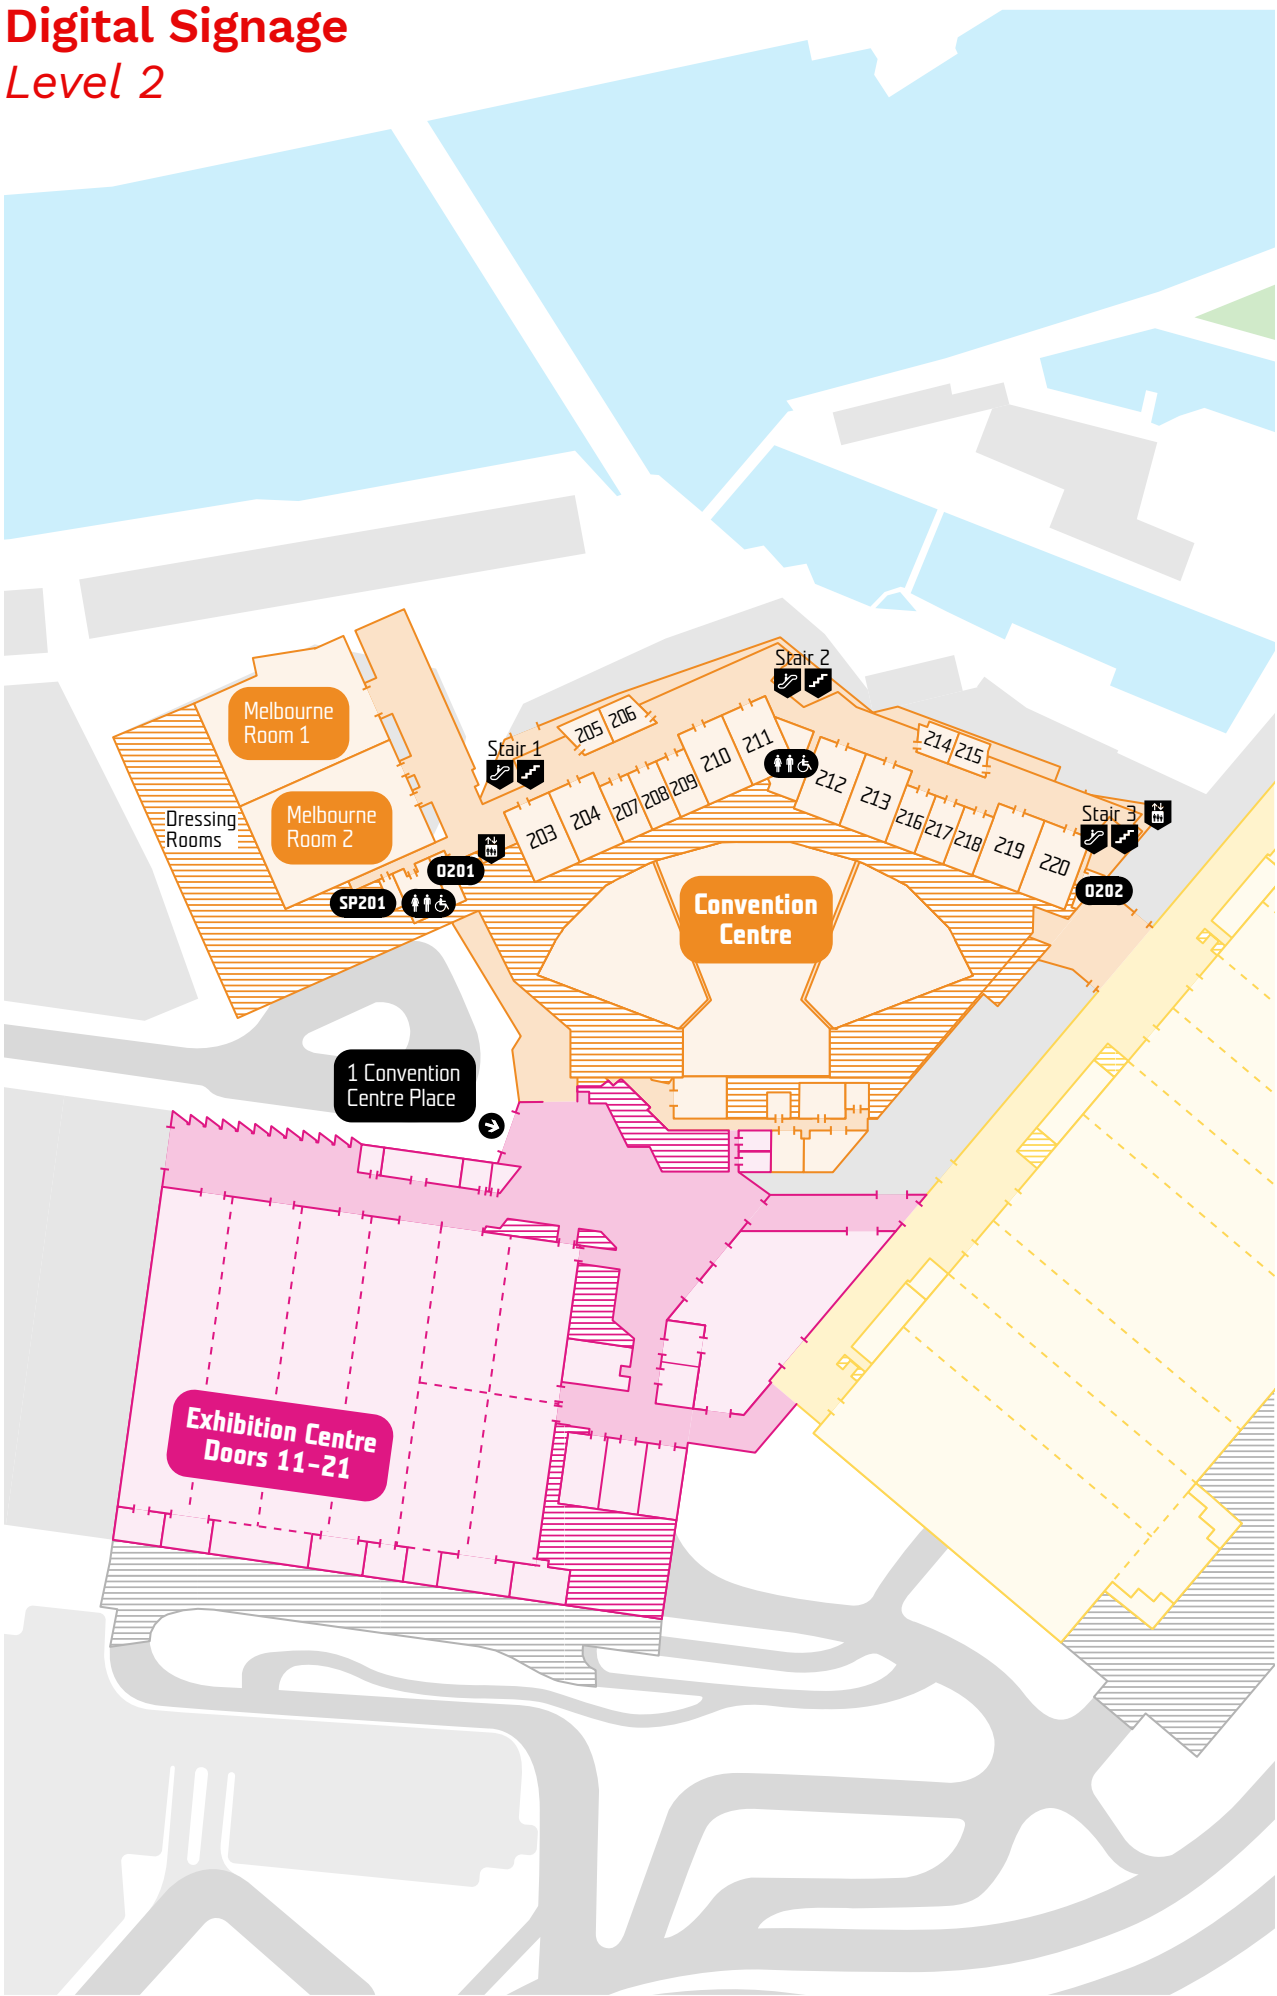 Digital Signage
Level 2
Stair 2
Melbourne
Room 1
205
206
214
215
Stair 1
210
211
212
213
203
204
207
208
209
216
217
218
219
220
Stair 3
Dressing
Rooms
Melbourne
Room 2
0201
SP201
0202
Convention
Centre
1 Convention
Centre Place
Exhibition Centre
Doors 11-21